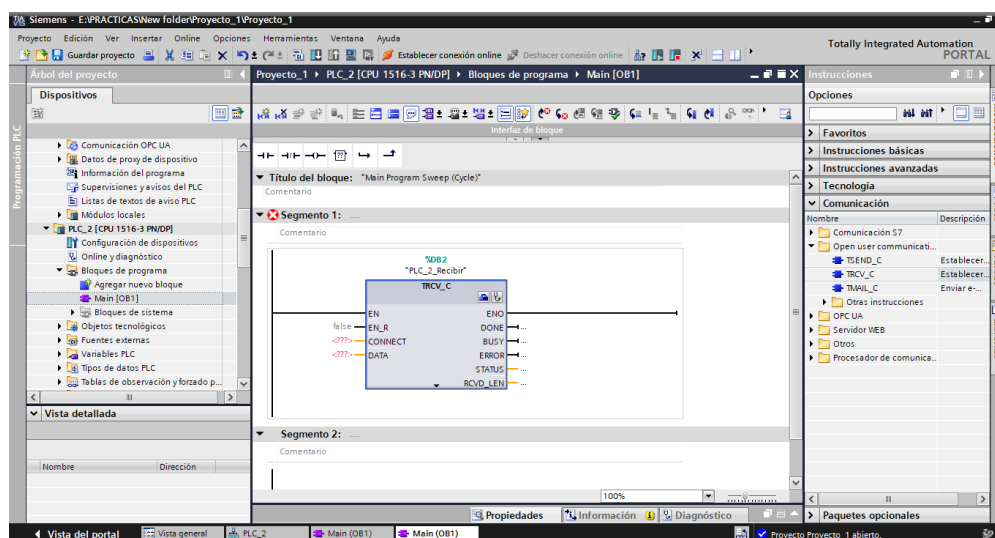 Siemens - E:\PRACTICAS\New folder\Proyecto_1\Proyecto_1
Proyecto Edición Ver Insertar Online Opciones Herramientas Ventana Ayuda
Guardar proyecto
Establecer conexión online
Deshacer conexión online
Totally Integrated Automation
PORTAL
Árbol del proyecto
Dispositivos
Programación PLC
Comunicación OPC UA
Datos de proxy de dispositivo
Información del programa
Supervisiones y avisos del PLC
Listas de textos de aviso PLC
Módulos locales
PLC_2 [CPU 1516-3 PN/DP]
Configuración de dispositivos
Online y diagnóstico
Bloques de programa
Agregar nuevo bloque
Main [OB1]
Bloques de sistema
Objetos tecnológicos
Fuentes externas
Variables PLC
Tipos de datos PLC
Tablas de observación y forzado p...
Vista detallada
Nombre Dirección
Proyecto_1 PLC_2 [CPU 1516-3 PN/DP] Bloques de programa Main [OB1]
Interfaz de bloque
Título del bloque: "Main Program Sweep (Cycle)"
Comentario
Segmento 1: .....
Comentario
%DB2
"PLC_2_Recibir"
TRCV_C
EN ENO
false EN_R DONE ...
<???> CONNECT BUSY ...
<???> DATA ERROR ...
STATUS ...
RCVD_LEN ...
Segmento 2: .....
Comentario
100%
Propiedades Información Diagnóstico
Instrucciones
Opciones
Favoritos
Instrucciones básicas
Instrucciones avanzadas
Tecnología
Comunicación
Nombre Descripción
Comunicación S7
Open user communicati...
TSEND_C Establecer...
TRCV_C Establecer...
TMAIL_C Enviar e-...
Otras instrucciones
OPC UA
Servidor WEB
Otros
Procesador de comunica..
Paquetes opcionales
Vista del portal Vista general PLC_2 Main (OB1) Main (OB1) Proyecto Proyecto_1 abierto.